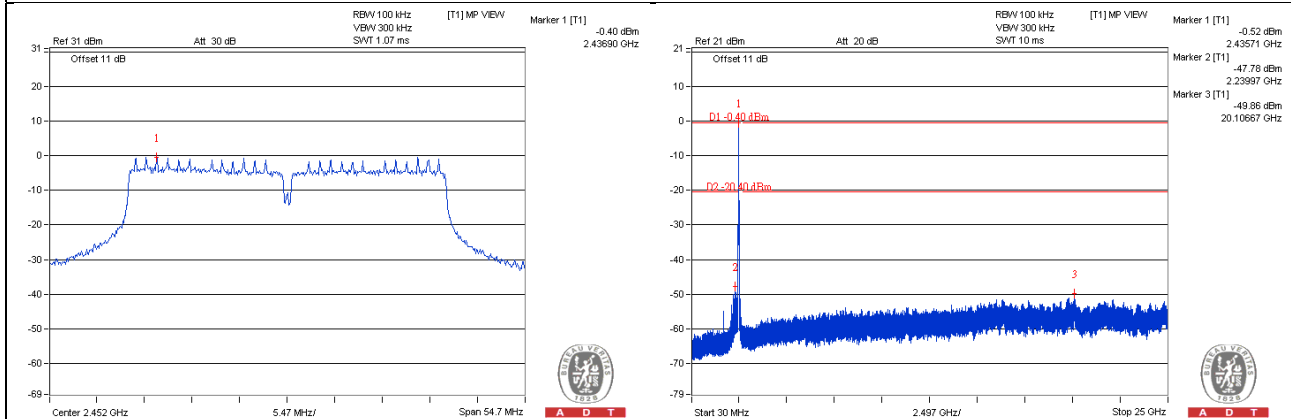 RBW 100 kHz [T1] MP VIEW
VBW 300 kHz
Ref 31 dBm Att 30 dB SWT 1.07 ms
Marker 1 [T1]
-0.40 dBm
2.43690 GHz
31
Offset 11 dB
20
10
1
0
-10
-20
-30
-40
-50
-60
-69
Center 2.452 GHz 5.47 MHz/ Span 54.7 MHz
BUREAU VERITAS
1828
A D T
RBW 100 kHz [T1] MP VIEW
VBW 300 kHz
Ref 21 dBm Att 20 dB SWT 10 ms
Marker 1 [T1]
-0.52 dBm
2.43571 GHz
Marker 2 [T1]
-47.78 dBm
2.23997 GHz
Marker 3 [T1]
-49.86 dBm
20.10667 GHz
21
Offset 11 dB
10
1
D1 -0.40 dBm
0
-10
D2 -20.40 dBm
-20
-30
-40
2
3
-50
-60
-70
-79
Start 30 MHz 2.497 GHz/ Stop 25 GHz
BUREAU VERITAS
1828
A D T